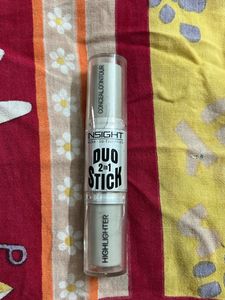 CONCEAL/CONTOUR
INSIGHT
DUO
2in1
STICK
HIGHLIGHTER